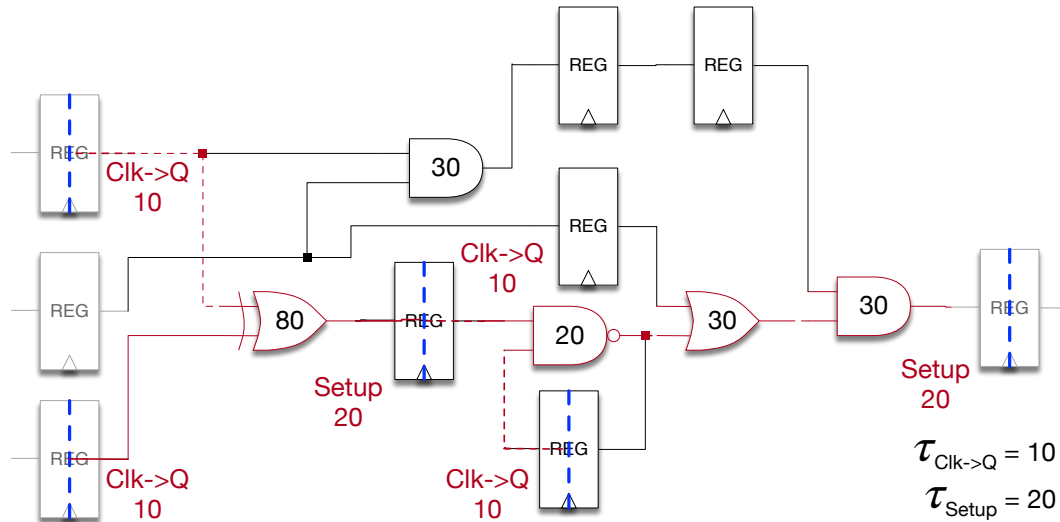 REG
REG
REG
Clk->Q
10
30
REG
REG
Clk->Q
10
REG
80
REG
20
30
30
REG
Setup
20
Setup
20
REG
Clk->Q
10
REG
Clk->Q
10
τClk->Q = 10
τSetup = 20